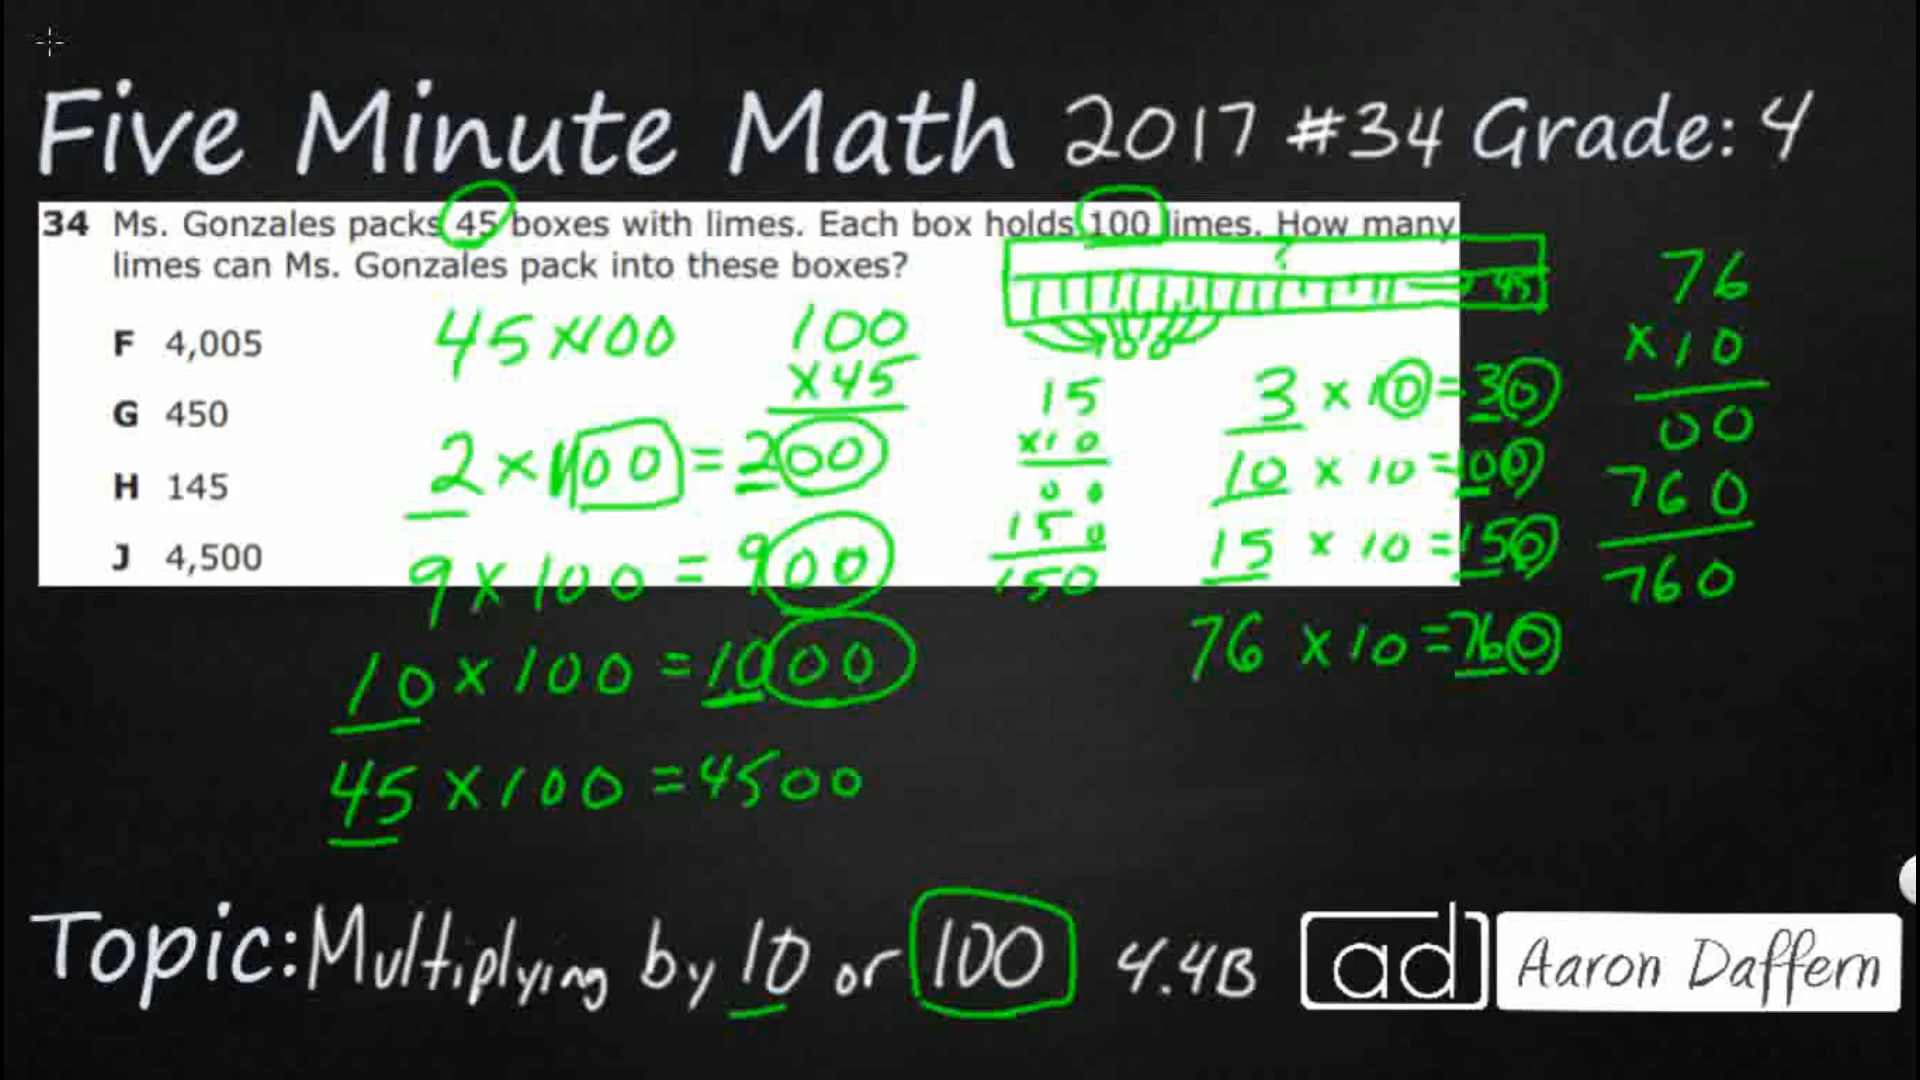 Five Minute Math 2017 #34 Grade: 4
34 Ms. Gonzales packs 45 boxes with limes. Each box holds 100 limes. How many
limes can Ms. Gonzales pack into these boxes?
?
45
100
F 4,005
G 450
H 145
J 4,500
45 x 100
100
x 45
2 x 100 = 200
9 x 100 = 900
10 x 100 = 1000
45 x 100 = 4500
15
x 10
00
150
150
3 x 10 = 30
10 x 10 = 100
15 x 10 = 150
76 x 10 = 760
76
x 10
00
760
760
Topic: Multiplying by 10 or 100 4.4B ad Aaron Daffern